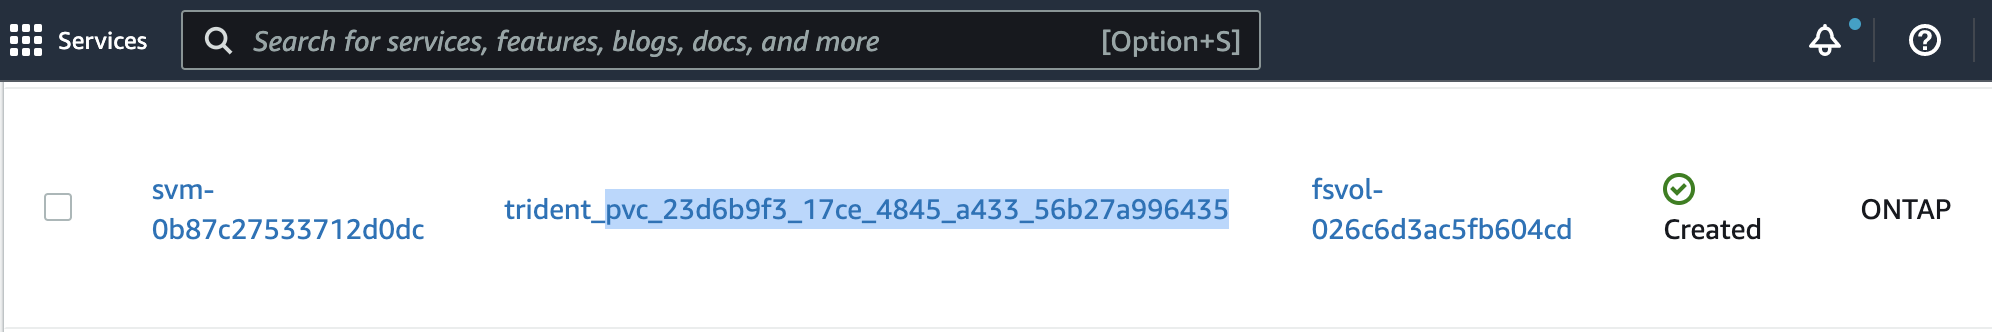 Services
Search for services, features, blogs, docs, and more [Option+S]
svm-
0b87c27533712d0dc
trident_pvc_23d6b9f3_17ce_4845_a433_56b27a996435
fsvol-
026c6d3ac5fb604cd
Created
ONTAP